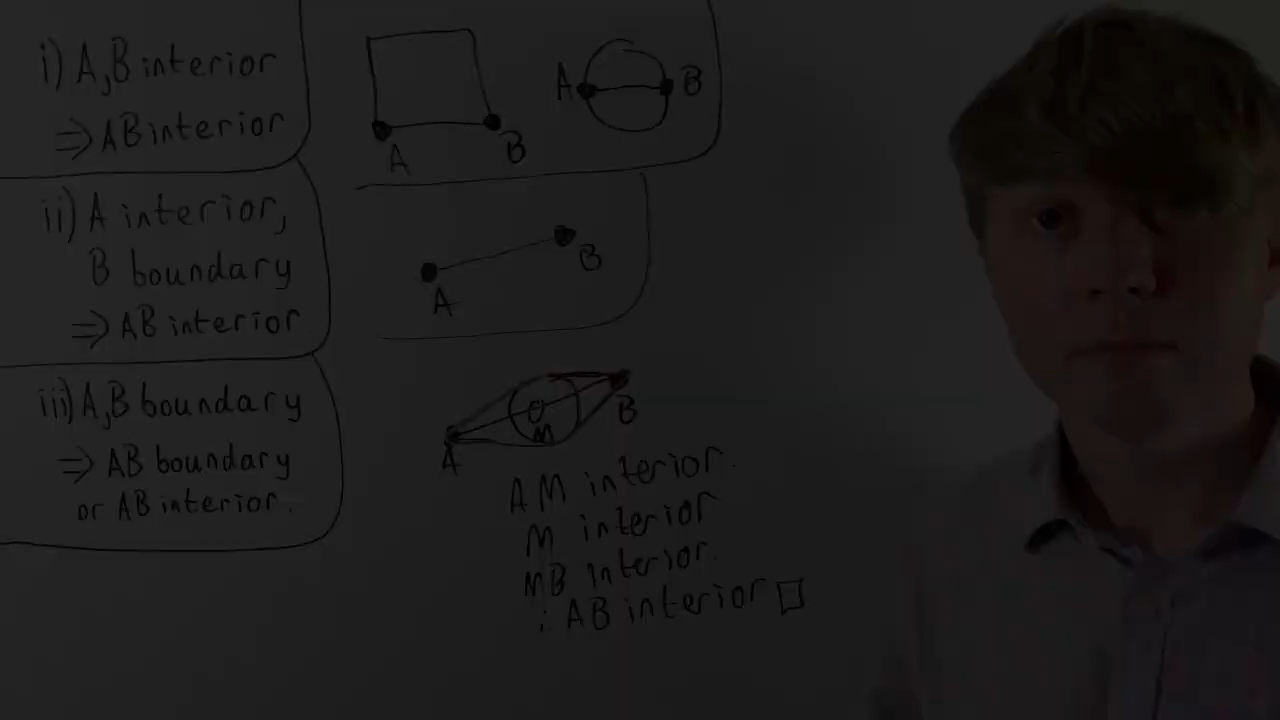 i) A,B interior
⇒ AB interior
ii) A interior,
B boundary
⇒ AB interior
iii) A,B boundary
⇒ AB boundary
or AB interior.
A
B
A
B
A
B
A
B
M
AM interior.
M interior
MB interior.
∴ AB interior □